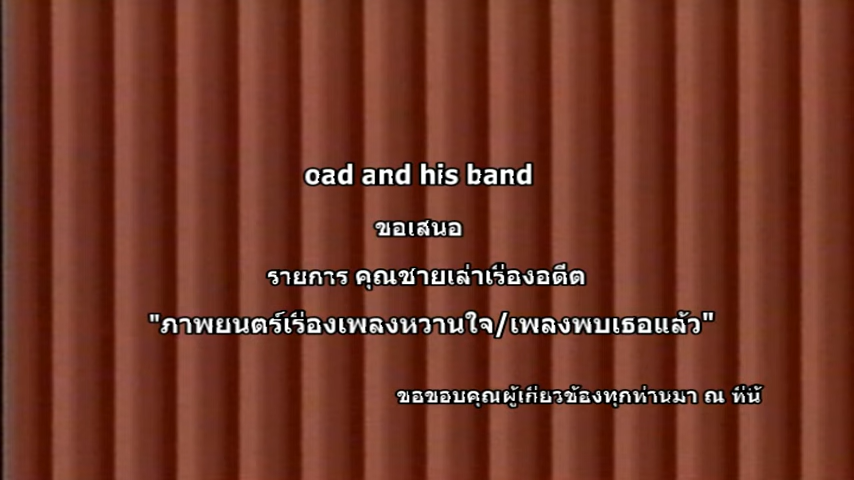 oad and his band
ขอเสนอ
รายการ คุณชายเล่าเรื่องอดีต
"ภาพยนตร์เรื่องเพลงหวานใจ/เพลงพบเธอแล้ว"
ขอขอบคุณผู้เกี่ยวข้องทุกท่านมา ณ ที่นี้